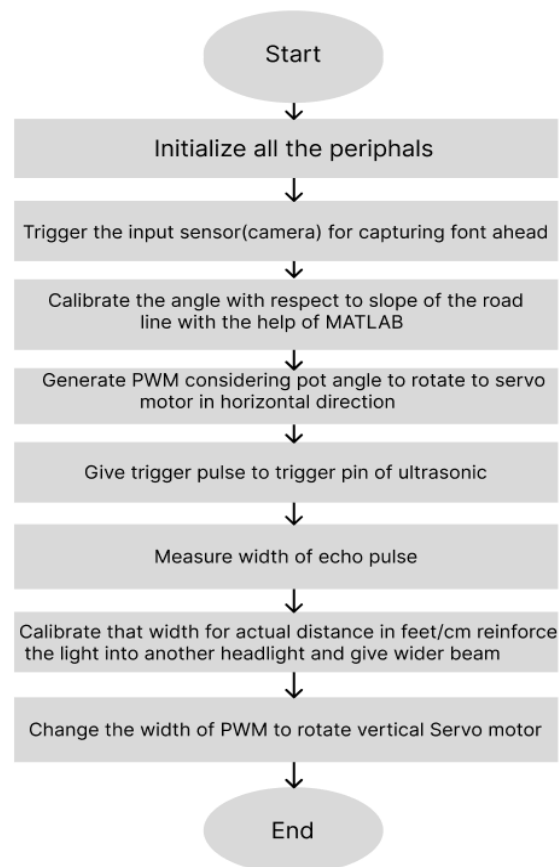 Start
Initialize all the periphals
Trigger the input sensor(camera) for capturing font ahead
Calibrate the angle with respect to slope of the road
line with the help of MATLAB
Generate PWM considering pot angle to rotate to servo
motor in horizontal direction
Give trigger pulse to trigger pin of ultrasonic
Measure width of echo pulse
Calibrate that width for actual distance in feet/cm reinforce
the light into another headlight and give wider beam
Change the width of PWM to rotate vertical Servo motor
End